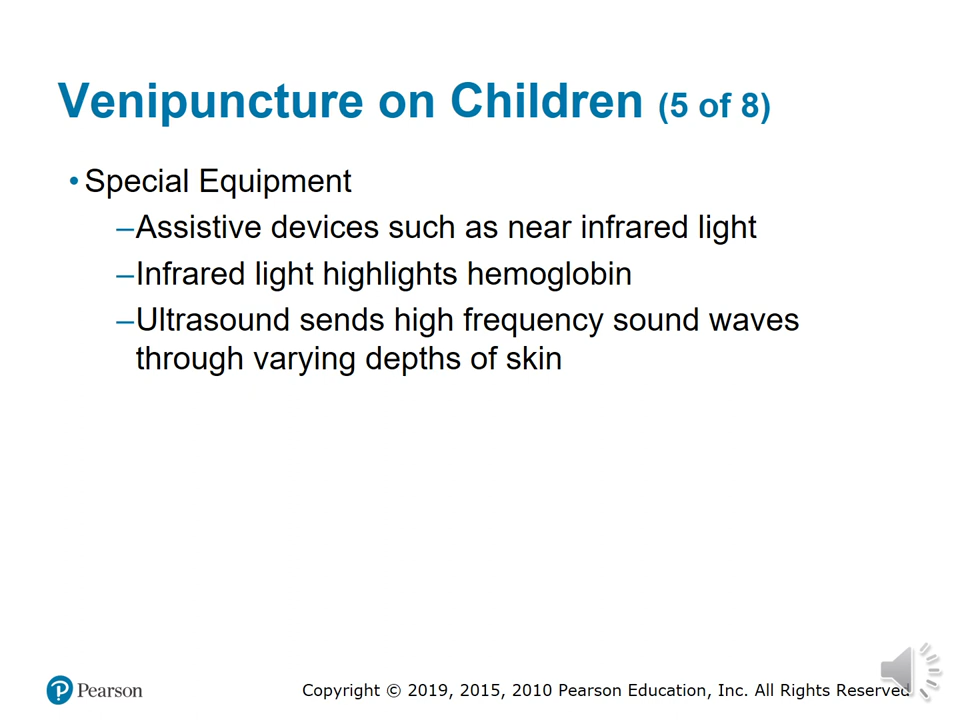 Venipuncture on Children (5 of 8)
• Special Equipment
–Assistive devices such as near infrared light
–Infrared light highlights hemoglobin
–Ultrasound sends high frequency sound waves
through varying depths of skin
Pearson
Copyright © 2019, 2015, 2010 Pearson Education, Inc. All Rights Reserved